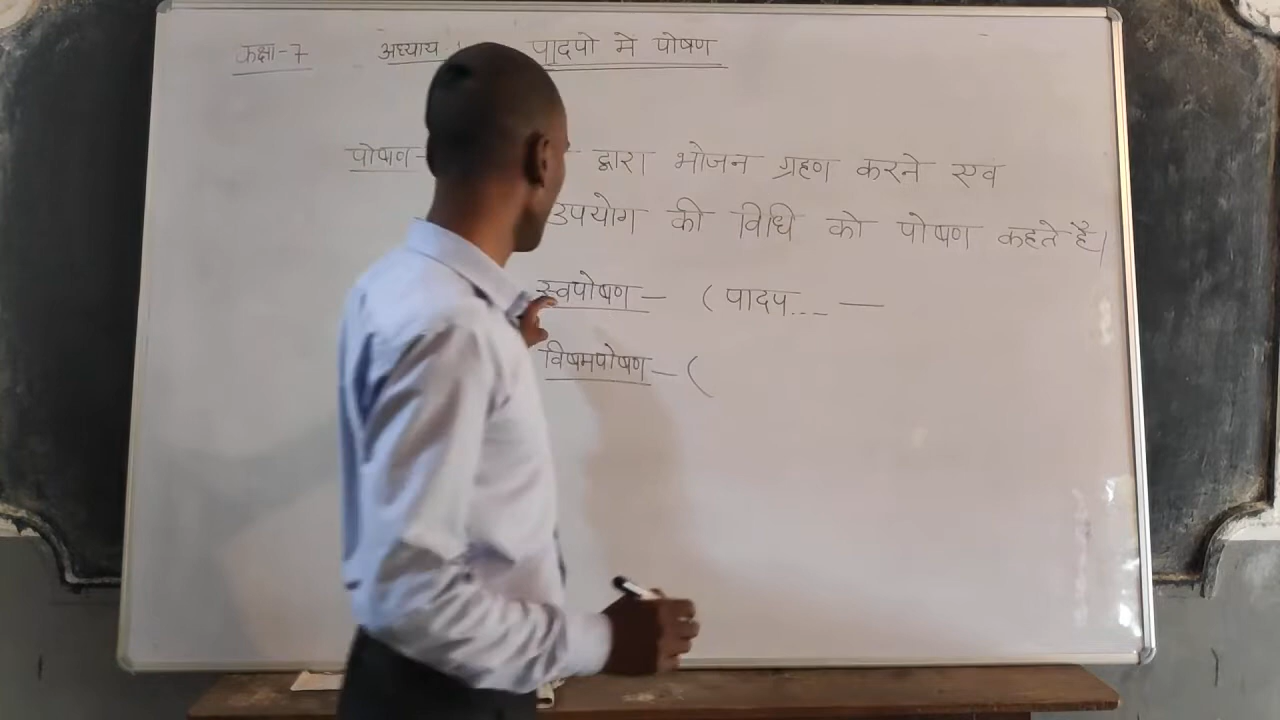 कक्षा-7 अध्याय पादपो मे पोषण
पोषण- द्वारा भोजन ग्रहण करने एव
उपयोग की विधि को पोषण कहते है।
स्वपोषण - (पादप... -
विषमपोषण - (